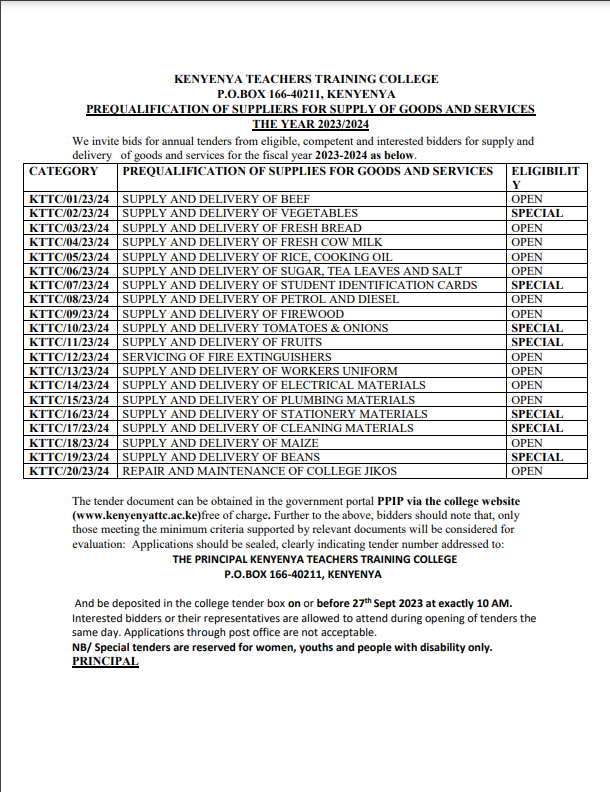 KENYENYA TEACHERS TRAINING COLLEGE
P.O.BOX 166-40211, KENYENYA
PREQUALIFICATION OF SUPPLIERS FOR SUPPLY OF GOODS AND SERVICES
THE YEAR 2023/2024
We invite bids for annual tenders from eligible, competent and interested bidders for supply and
delivery of goods and services for the fiscal year 2023-2024 as below.
CATEGORY PREQUALIFICATION OF SUPPLIES FOR GOODS AND SERVICES ELIGIBILIT
Y
KTTC/01/23/24 SUPPLY AND DELIVERY OF BEEF OPEN
KTTC/02/23/24 SUPPLY AND DELIVERY OF VEGETABLES SPECIAL
KTTC/03/23/24 SUPPLY AND DELIVERY OF FRESH BREAD OPEN
KTTC/04/23/24 SUPPLY AND DELIVERY OF FRESH COW MILK OPEN
KTTC/05/23/24 SUPPLY AND DELIVERY OF RICE, COOKING OIL OPEN
KTTC/06/23/24 SUPPLY AND DELIVERY OF SUGAR, TEA LEAVES AND SALT OPEN
KTTC/07/23/24 SUPPLY AND DELIVERY OF STUDENT IDENTIFICATION CARDS SPECIAL
KTTC/08/23/24 SUPPLY AND DELIVERY OF PETROL AND DIESEL OPEN
KTTC/09/23/24 SUPPLY AND DELIVERY OF FIREWOOD OPEN
KTTC/10/23/24 SUPPLY AND DELIVERY TOMATOES & ONIONS SPECIAL
KTTC/11/23/24 SUPPLY AND DELIVERY OF FRUITS SPECIAL
KTTC/12/23/24 SERVICING OF FIRE EXTINGUISHERS OPEN
KTTC/13/23/24 SUPPLY AND DELIVERY OF WORKERS UNIFORM OPEN
KTTC/14/23/24 SUPPLY AND DELIVERY OF ELECTRICAL MATERIALS OPEN
KTTC/15/23/24 SUPPLY AND DELIVERY OF PLUMBING MATERIALS OPEN
KTTC/16/23/24 SUPPLY AND DELIVERY OF STATIONERY MATERIALS SPECIAL
KTTC/17/23/24 SUPPLY AND DELIVERY OF CLEANING MATERIALS SPECIAL
KTTC/18/23/24 SUPPLY AND DELIVERY OF MAIZE OPEN
KTTC/19/23/24 SUPPLY AND DELIVERY OF BEANS SPECIAL
KTTC/20/23/24 REPAIR AND MAINTENANCE OF COLLEGE JIKOS OPEN
The tender document can be obtained in the government portal PPIP via the college website
(www.kenyenyattc.ac.ke)free of charge. Further to the above, bidders should note that, only
those meeting the minimum criteria supported by relevant documents will be considered for
evaluation: Applications should be sealed, clearly indicating tender number addressed to:
THE PRINCIPAL KENYENYA TEACHERS TRAINING COLLEGE
P.O.BOX 166-40211, KENYENYA
And be deposited in the college tender box on or before 27th Sept 2023 at exactly 10 AM.
Interested bidders or their representatives are allowed to attend during opening of tenders the
same day. Applications through post office are not acceptable.
NB/ Special tenders are reserved for women, youths and people with disability only.
PRINCIPAL